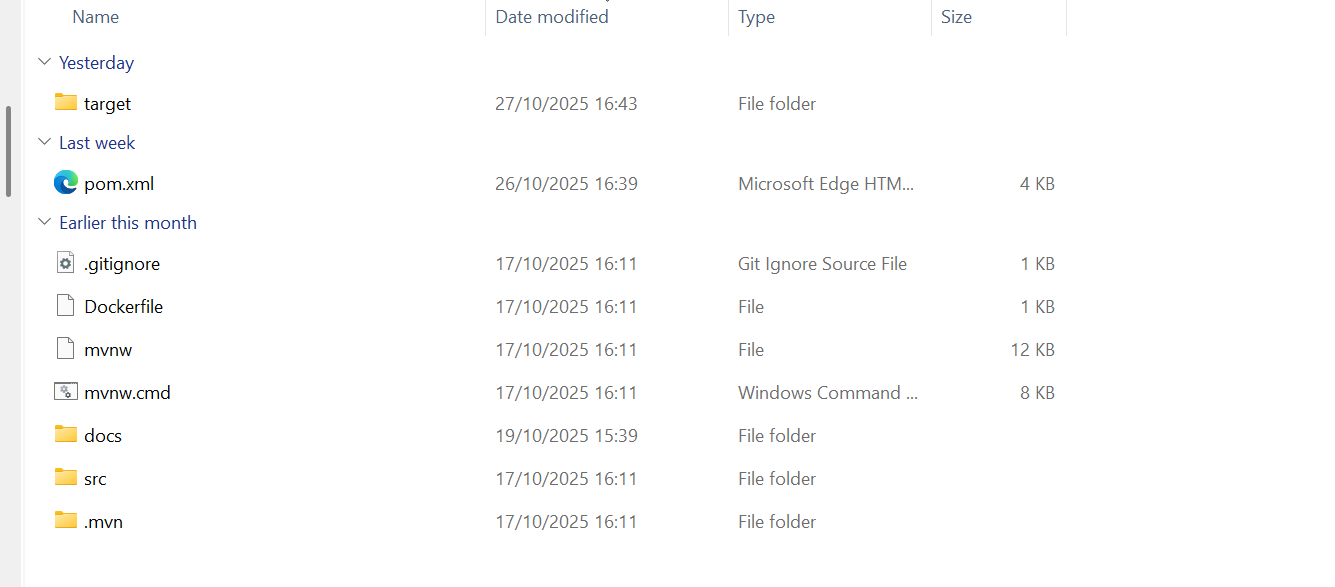 Name Date modified Type Size
Yesterday
target 27/10/2025 16:43 File folder
Last week
pom.xml 26/10/2025 16:39 Microsoft Edge HTM... 4 KB
Earlier this month
.gitignore 17/10/2025 16:11 Git Ignore Source File 1 KB
Dockerfile 17/10/2025 16:11 File 1 KB
mvnw 17/10/2025 16:11 File 12 KB
mvnw.cmd 17/10/2025 16:11 Windows Command ... 8 KB
docs 19/10/2025 15:39 File folder
src 17/10/2025 16:11 File folder
.mvn 17/10/2025 16:11 File folder